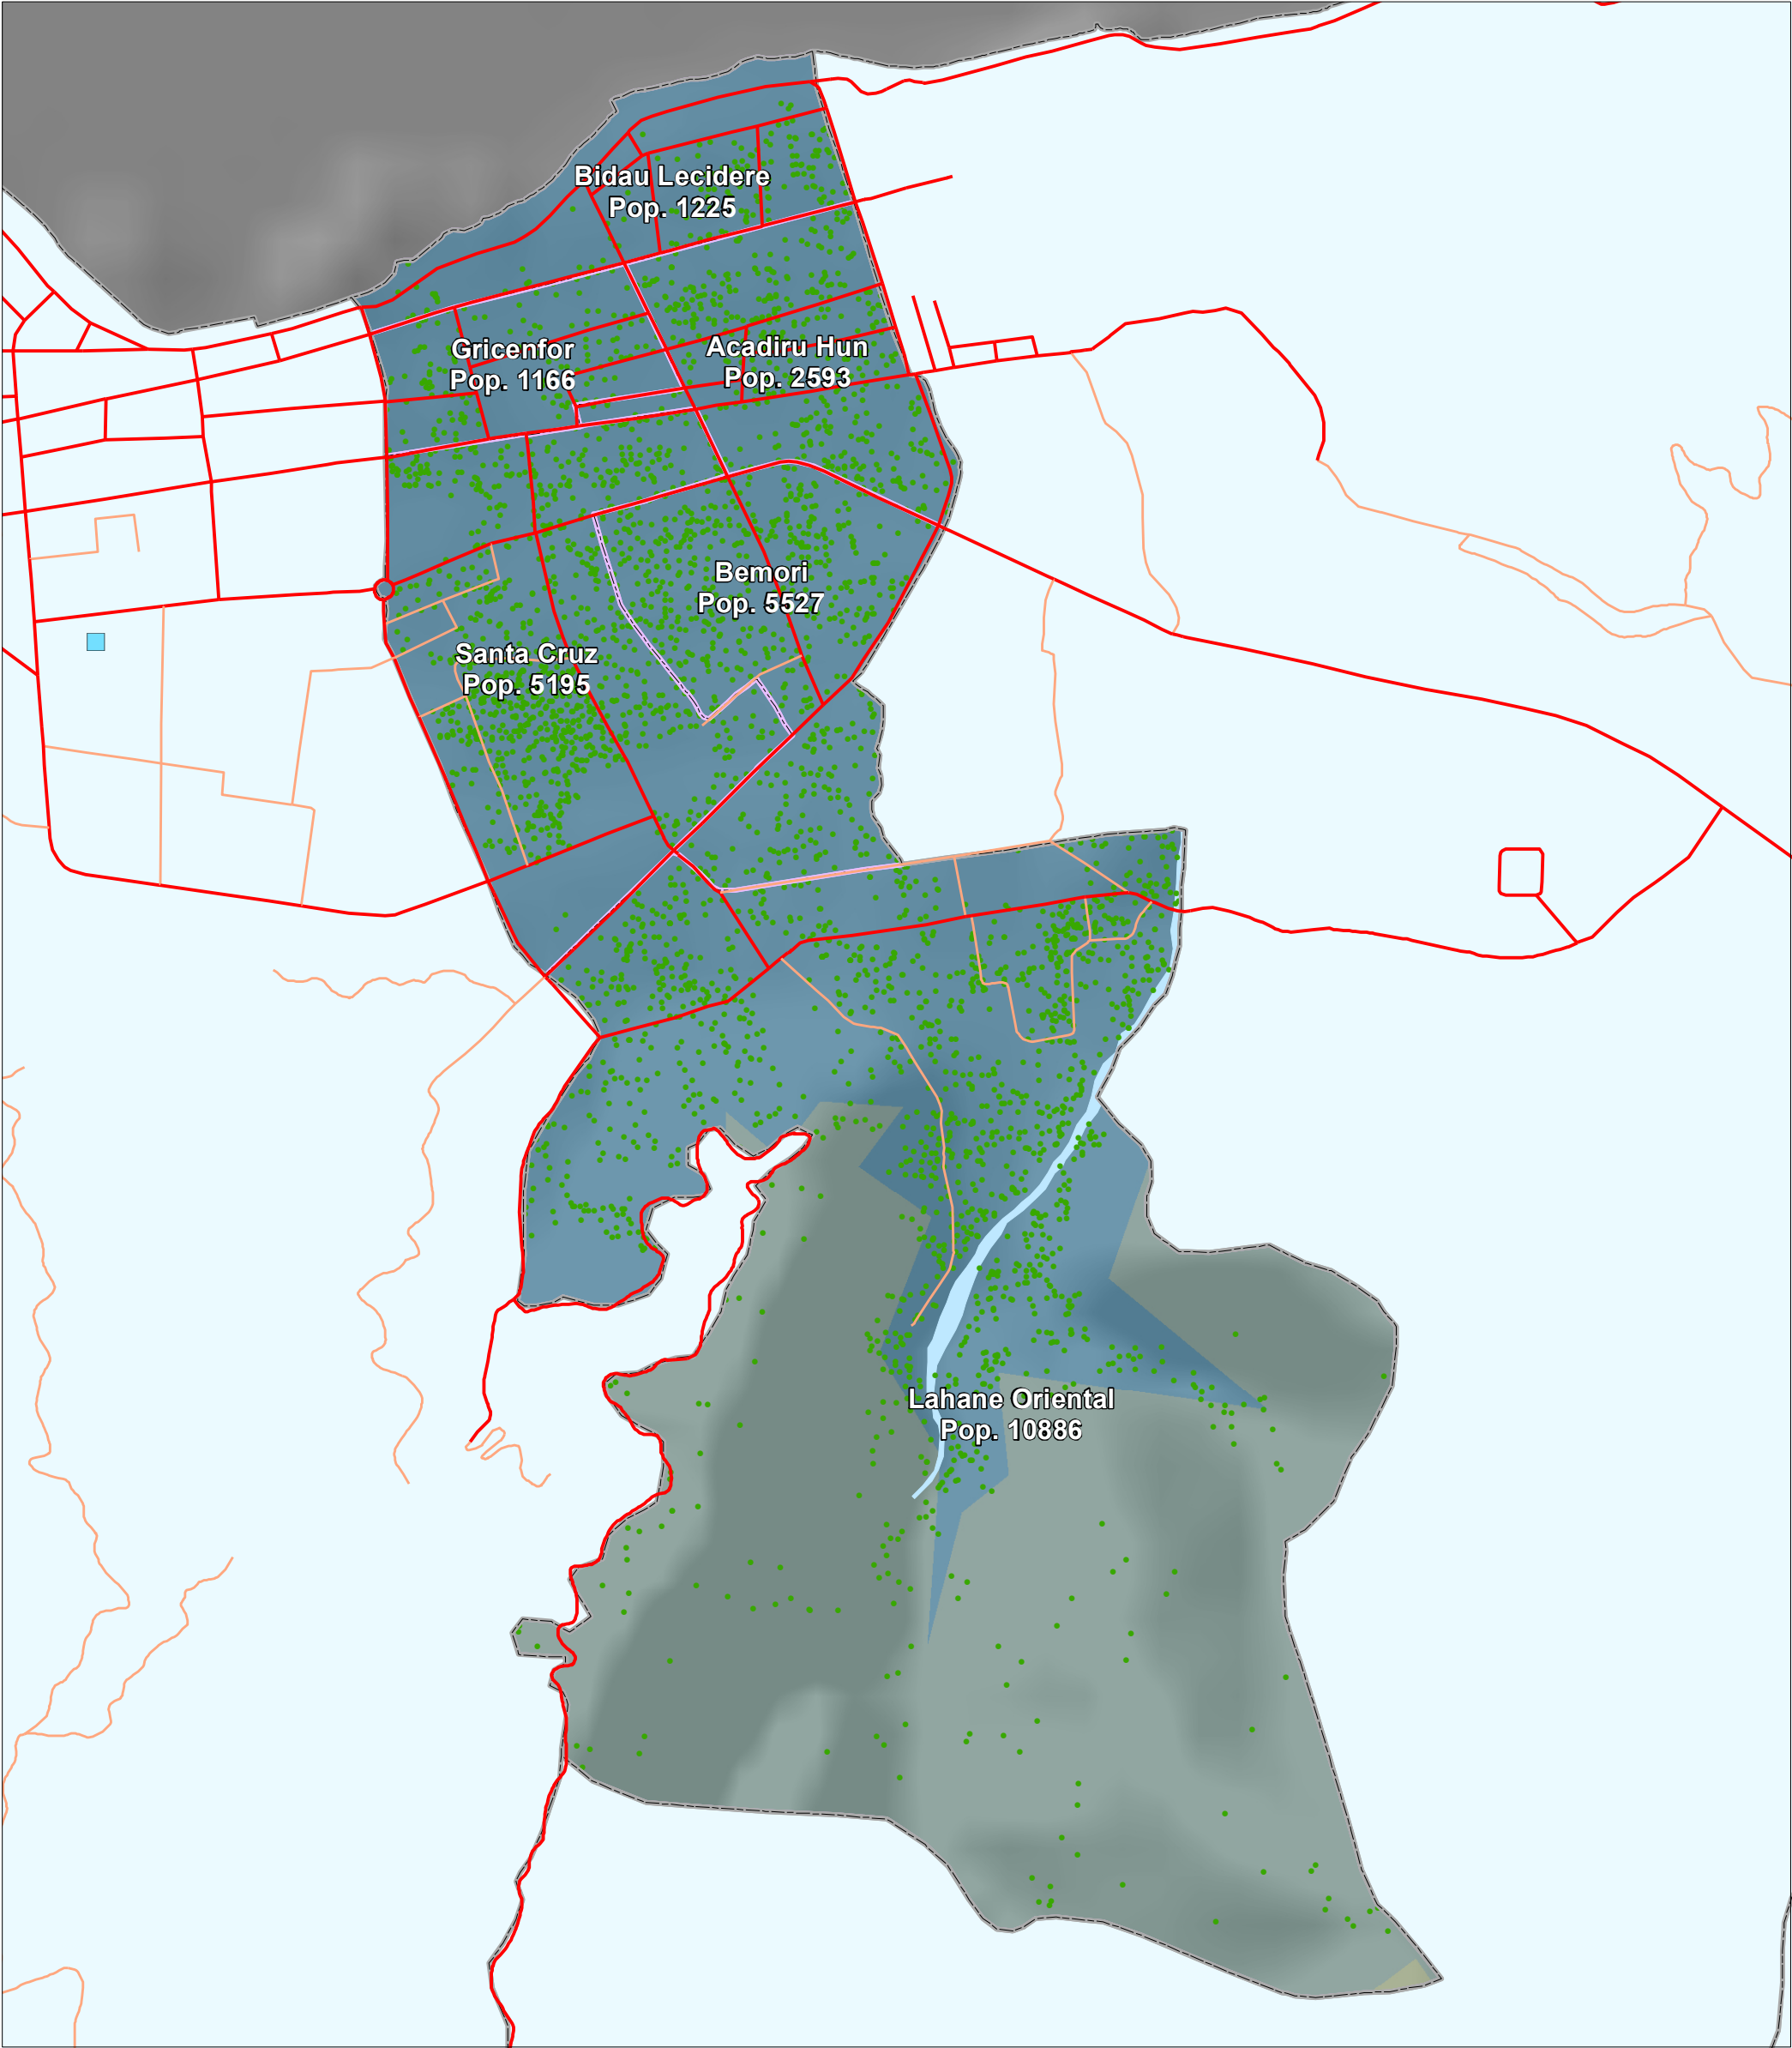 Bidau Lecidere
Pop. 1225
Gricenfor
Pop. 1166
Acadiru Hun
Pop. 2593
Bemori
Pop. 5527
Santa Cruz
Pop. 5195
Lahane Oriental
Pop. 10886